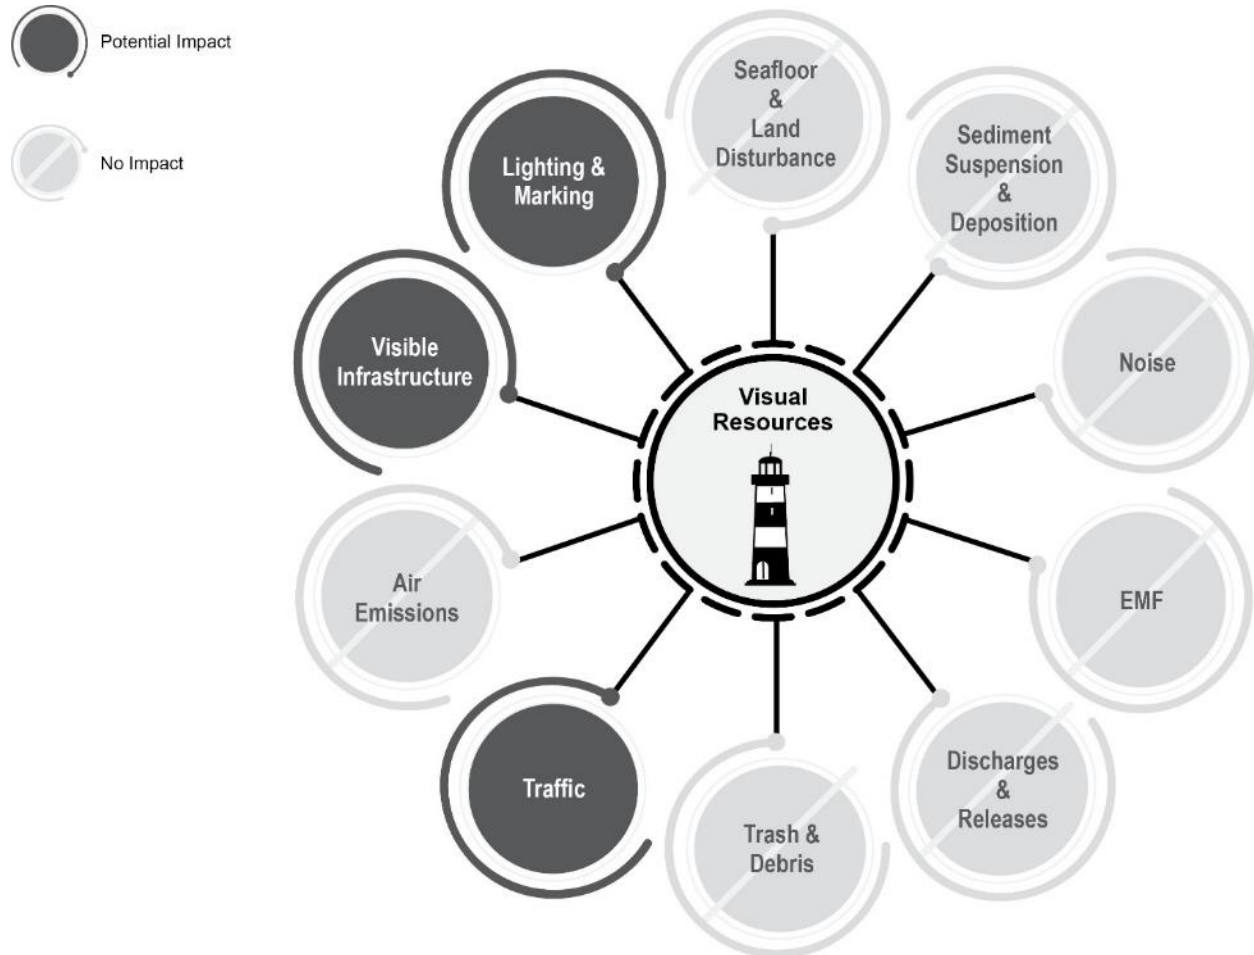 Potential Impact
No Impact
Seafloor
&
Land
Disturbance
Sediment
Suspension
&
Deposition
Noise
EMF
Discharges
&
Releases
Trash &
Debris
Traffic
Air
Emissions
Visible
Infrastructure
Lighting &
Marking
Visual
Resources